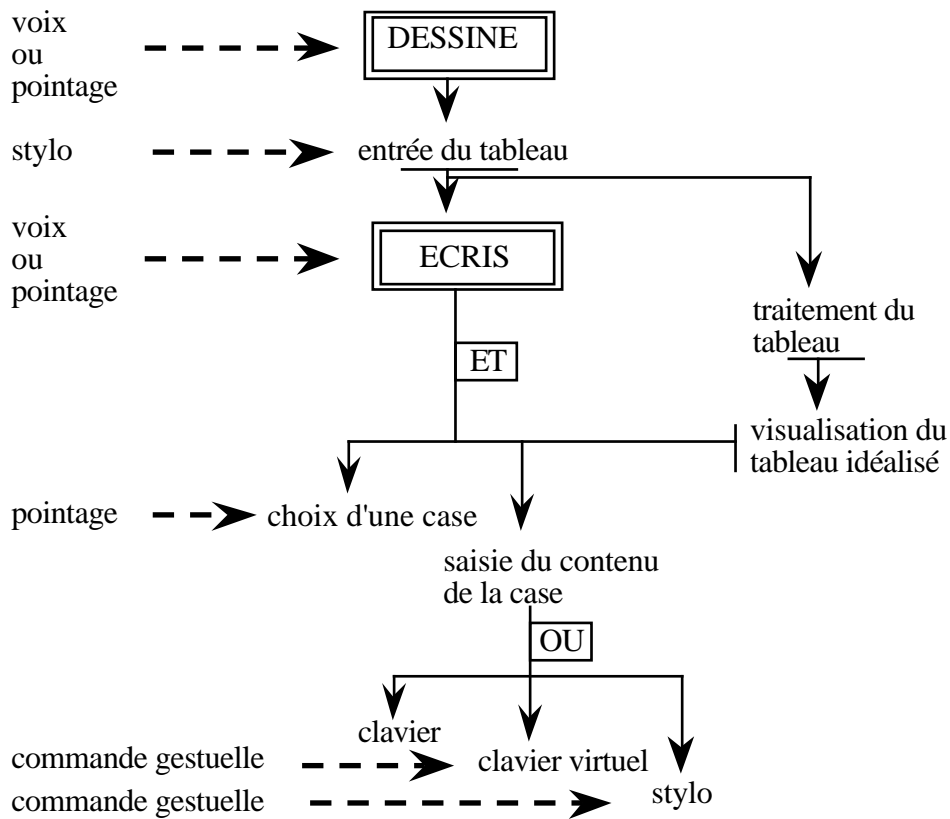 voix
ou
pointage
DESSINE
stylo
entrée du tableau
voix
ou
pointage
ECRIS
traitement du
tableau
ET
visualisation du
tableau idéalisé
pointage
choix d'une case
saisie du contenu
de la case
OU
clavier
commande gestuelle
clavier virtuel
commande gestuelle
stylo